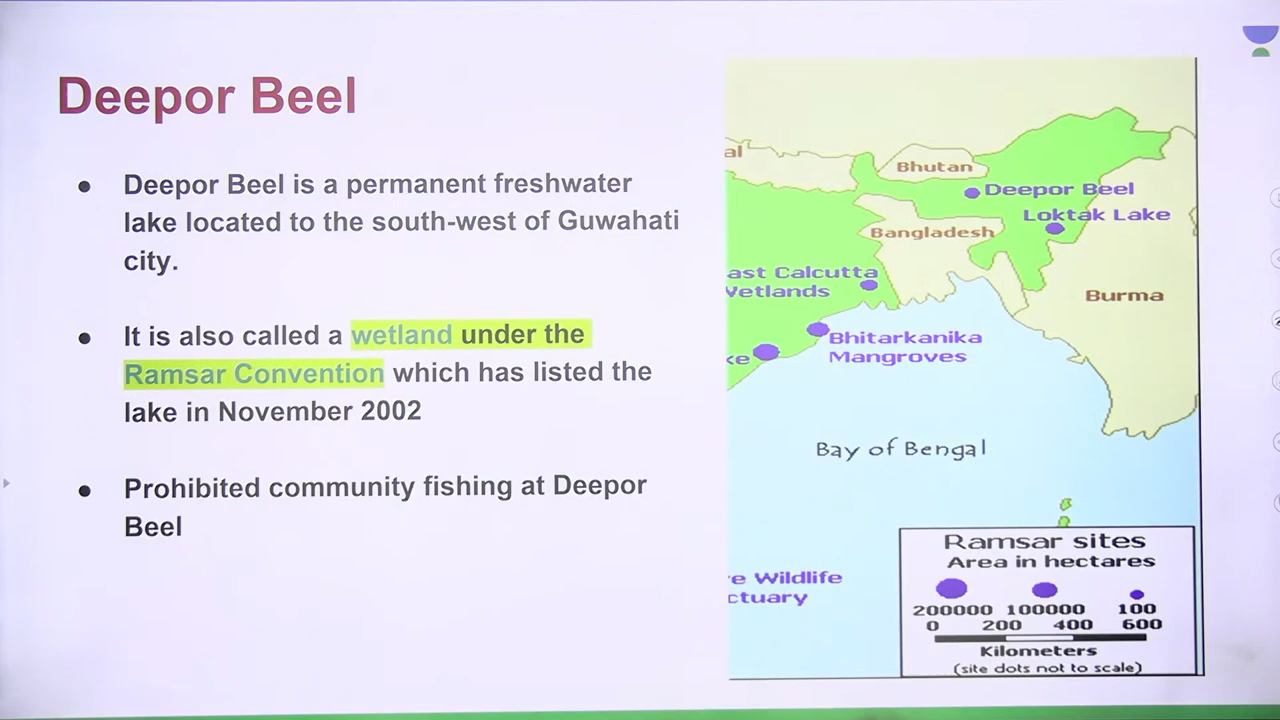 Deepor Beel
Deepor Beel is a permanent freshwater
lake located to the south-west of Guwahati
city.
It is also called a wetland under the
Ramsar Convention which has listed the
lake in November 2002
Prohibited community fishing at Deepor
Beel
al
Bhutan
Deepor Beel
Loktak Lake
Bangladesh
ast Calcutta
Wetlands
Burma
Bhitarkanika
Mangroves
ke
Bay of Bengal
e Wildlife
ctuary
Ramsar sites
Area in hectares
200000 100000 100
0 200 400 600
Kilometers
(site dots not to scale)